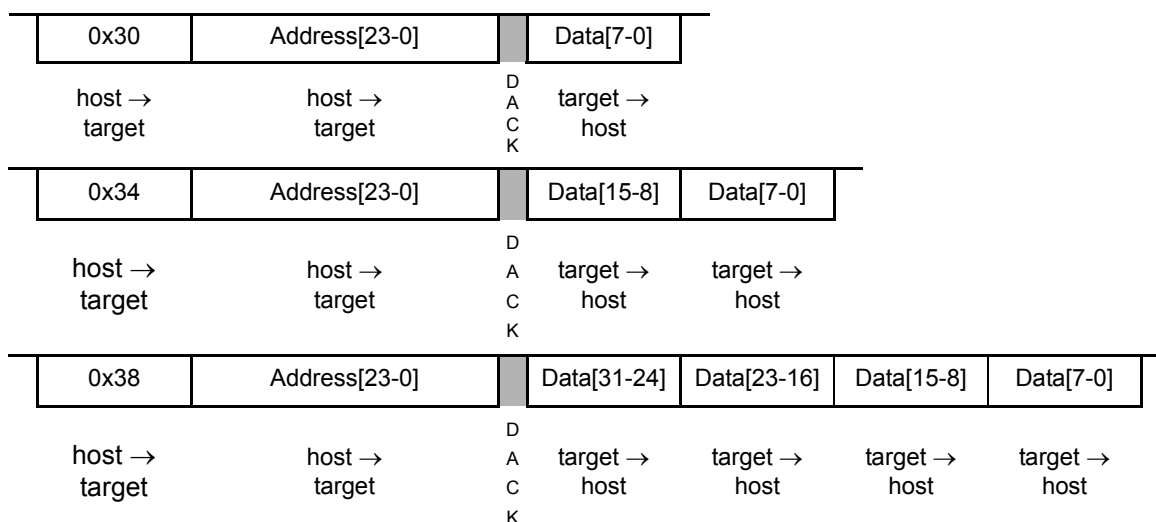 0x30 Address[23-0] Data[7-0]
host → host → D A C K target →
target target host
0x34 Address[23-0] Data[15-8] Data[7-0]
host → host → D A C K target → target →
target target host host
0x38 Address[23-0] Data[31-24] Data[23-16] Data[15-8] Data[7-0]
host → host → D A C K target → target → target → target →
target target host host host host